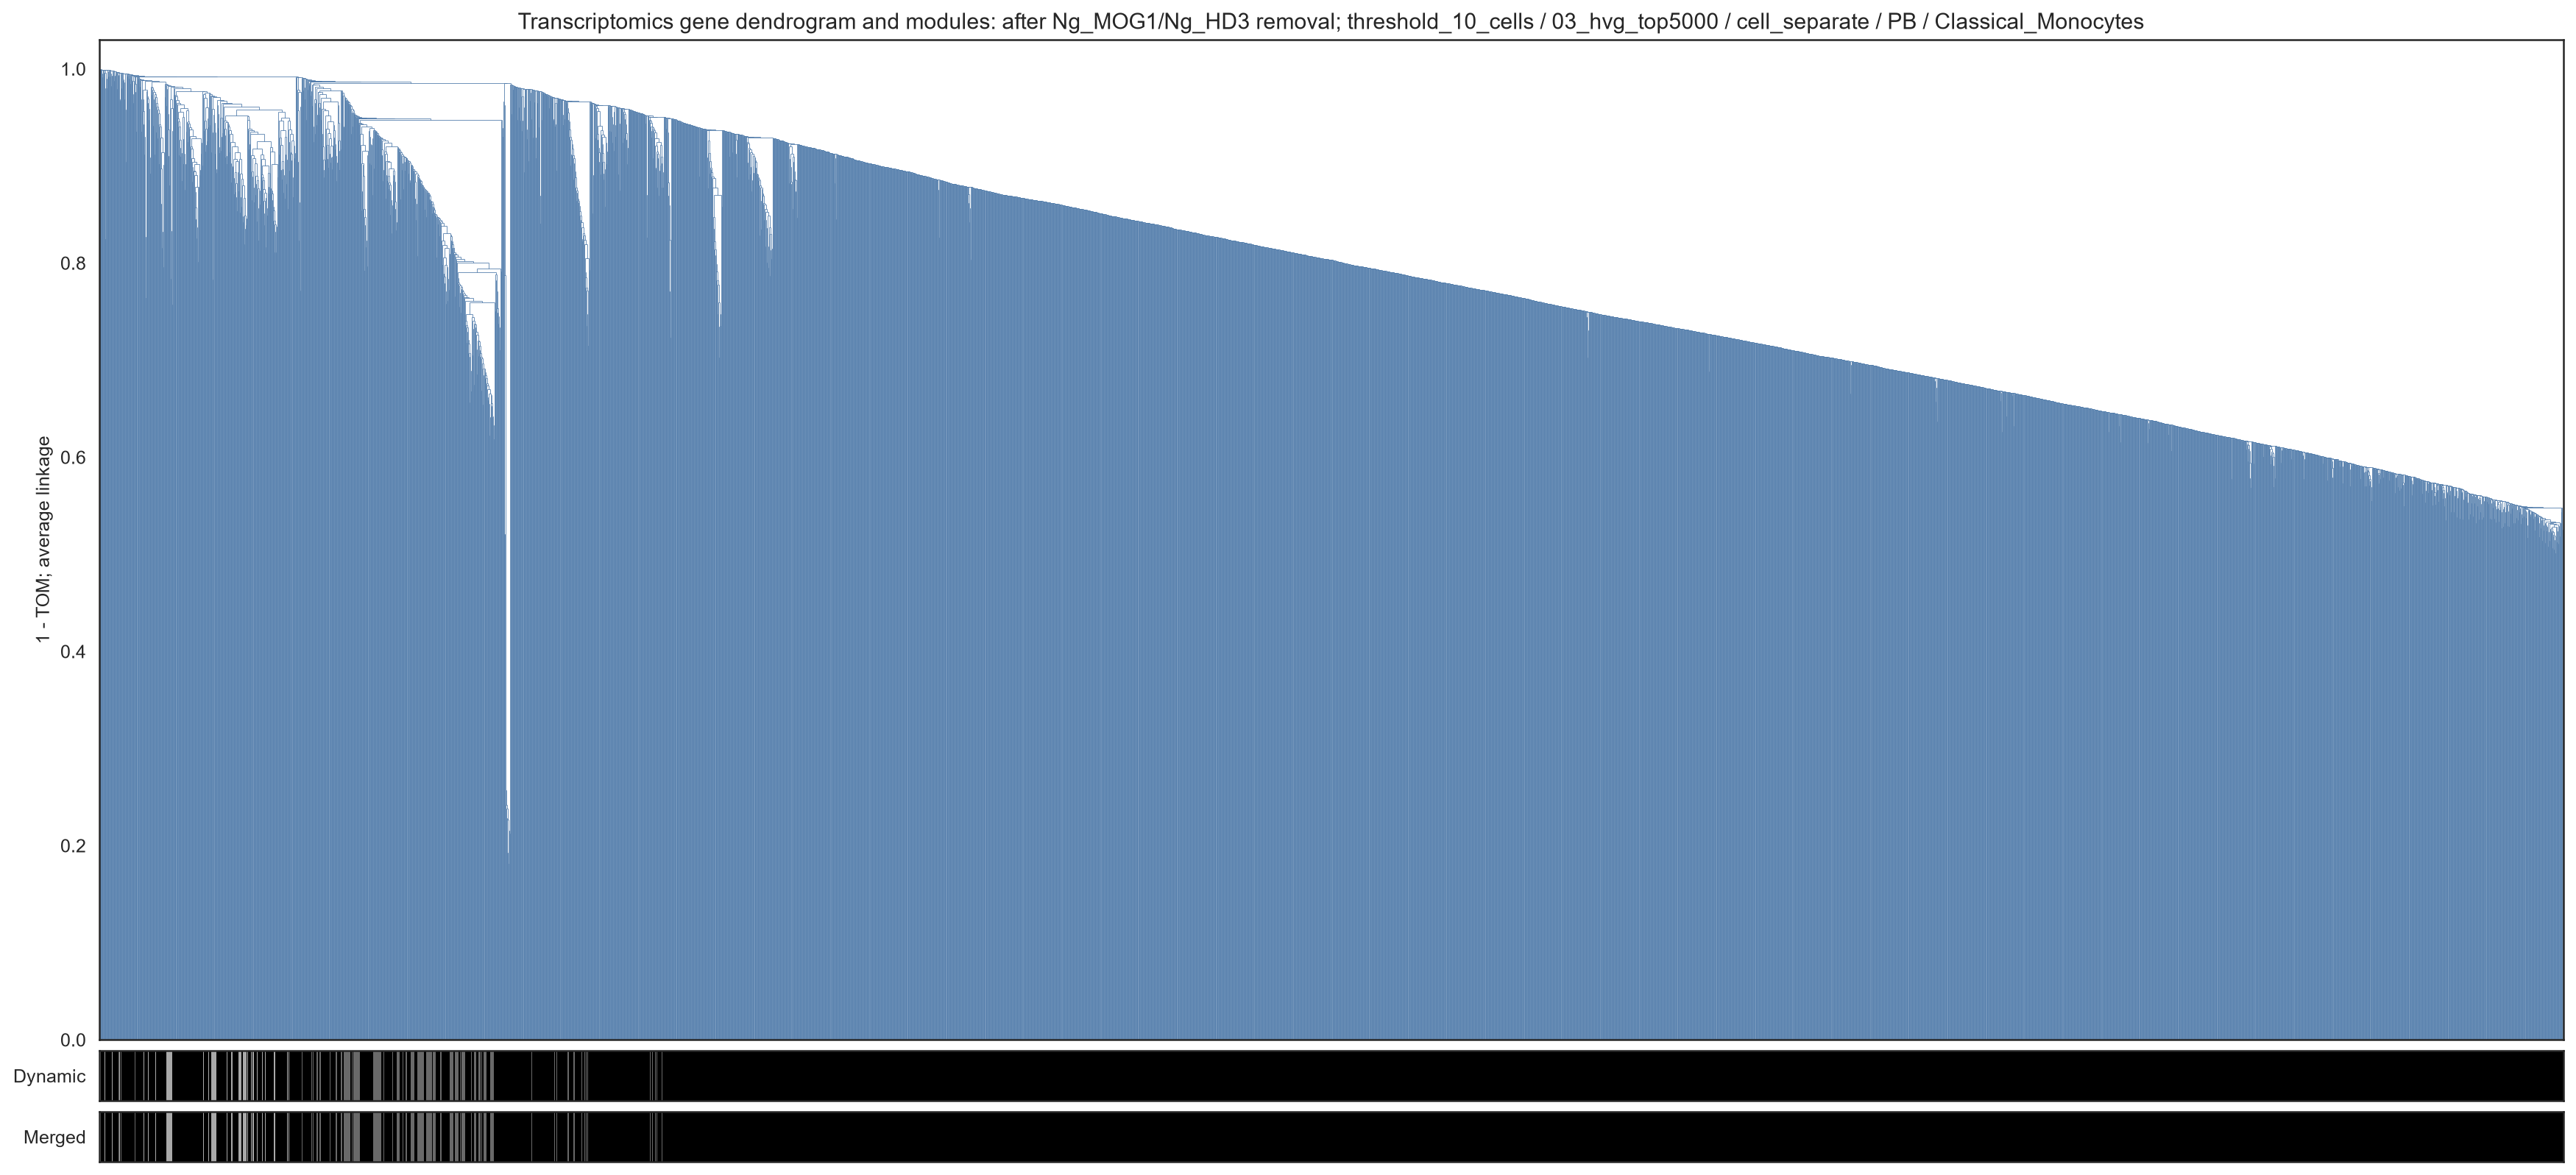 Transcriptomics gene dendrogram and modules: after Ng_MOG1/Ng_HD3 removal; threshold_10_cells / 03_hvg_top5000 / cell_separate / PB / Classical_Monocytes
1 - TOM; average linkage
1.0
0.8
0.6
0.4
0.2
0.0
Dynamic
Merged